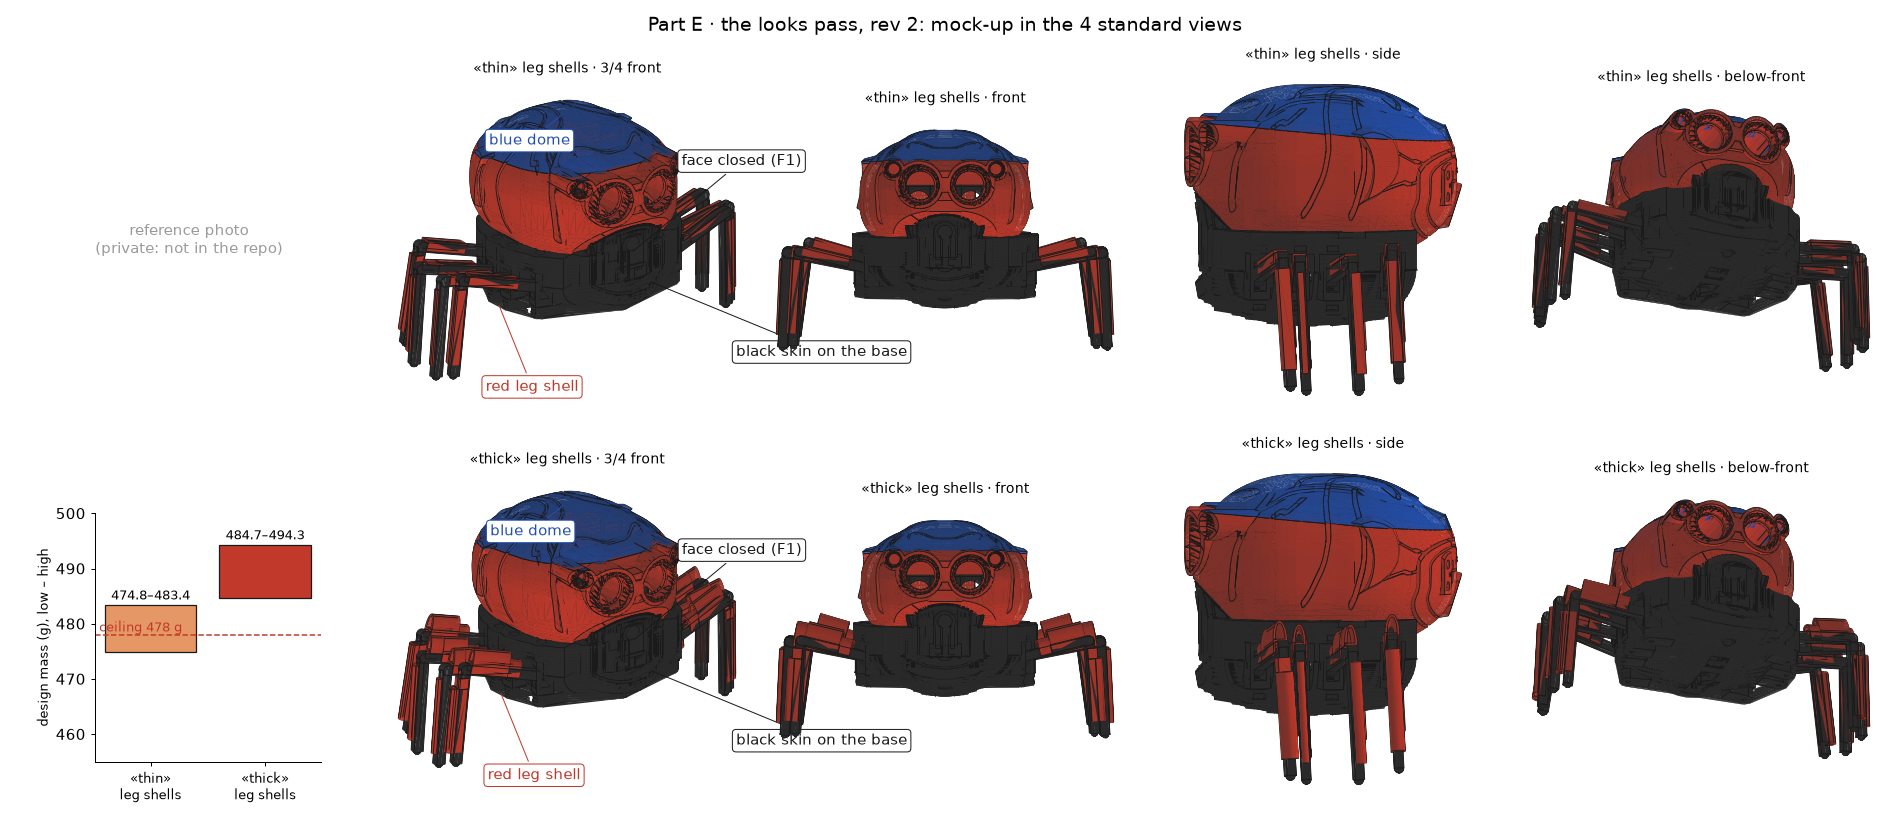 Part E · the looks pass, rev 2: mock-up in the 4 standard views
reference photo
(private: not in the repo)
«thin» leg shells · 3/4 front
blue dome
face closed (F1)
black skin on the base
red leg shell
«thin» leg shells · front
«thin» leg shells · side
«thin» leg shells · below-front
design mass (g), low – high
500
490
480
470
460
474.8–483.4
484.7–494.3
ceiling 478 g
«thin»
leg shells
«thick»
leg shells
«thick» leg shells · 3/4 front
blue dome
face closed (F1)
black skin on the base
red leg shell
«thick» leg shells · front
«thick» leg shells · side
«thick» leg shells · below-front